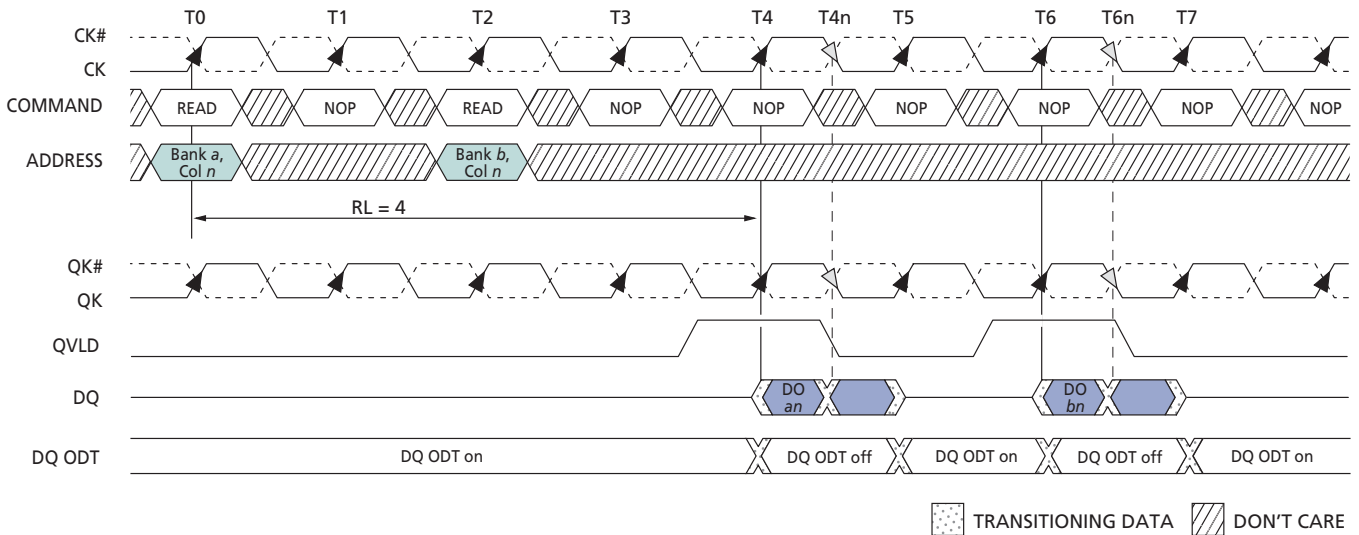 T0 T1 T2 T3 T4 T4n T5 T6 T6n T7
CK#
CK
COMMAND READ NOP READ NOP NOP NOP NOP NOP NOP
ADDRESS Bank a, Bank b,
Col n Col n
RL = 4
QK#
QK
QVLD
DQ DO DO
an bn
DQ ODT DQ ODT on DQ ODT off DQ ODT on DQ ODT off DQ ODT on
TRANSITIONING DATA DON'T CARE